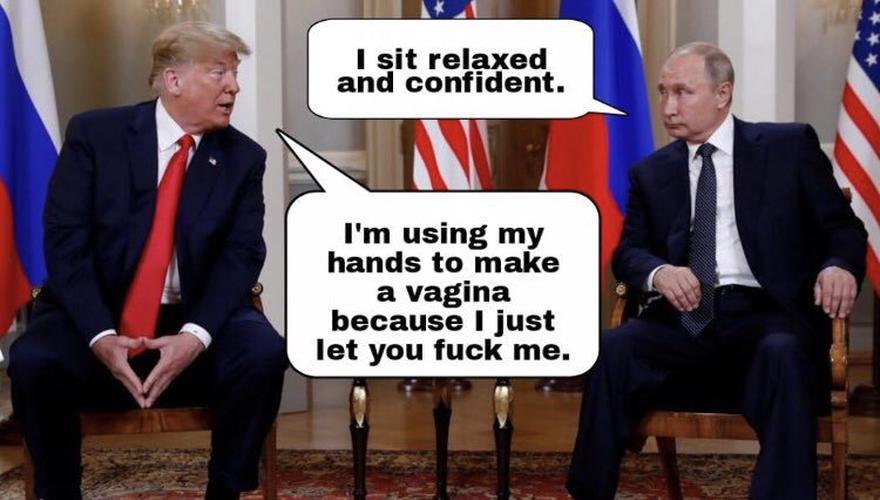 I sit relaxed
and confident.
I'm using my
hands to make
a vagina
because I just
let you fuck me.